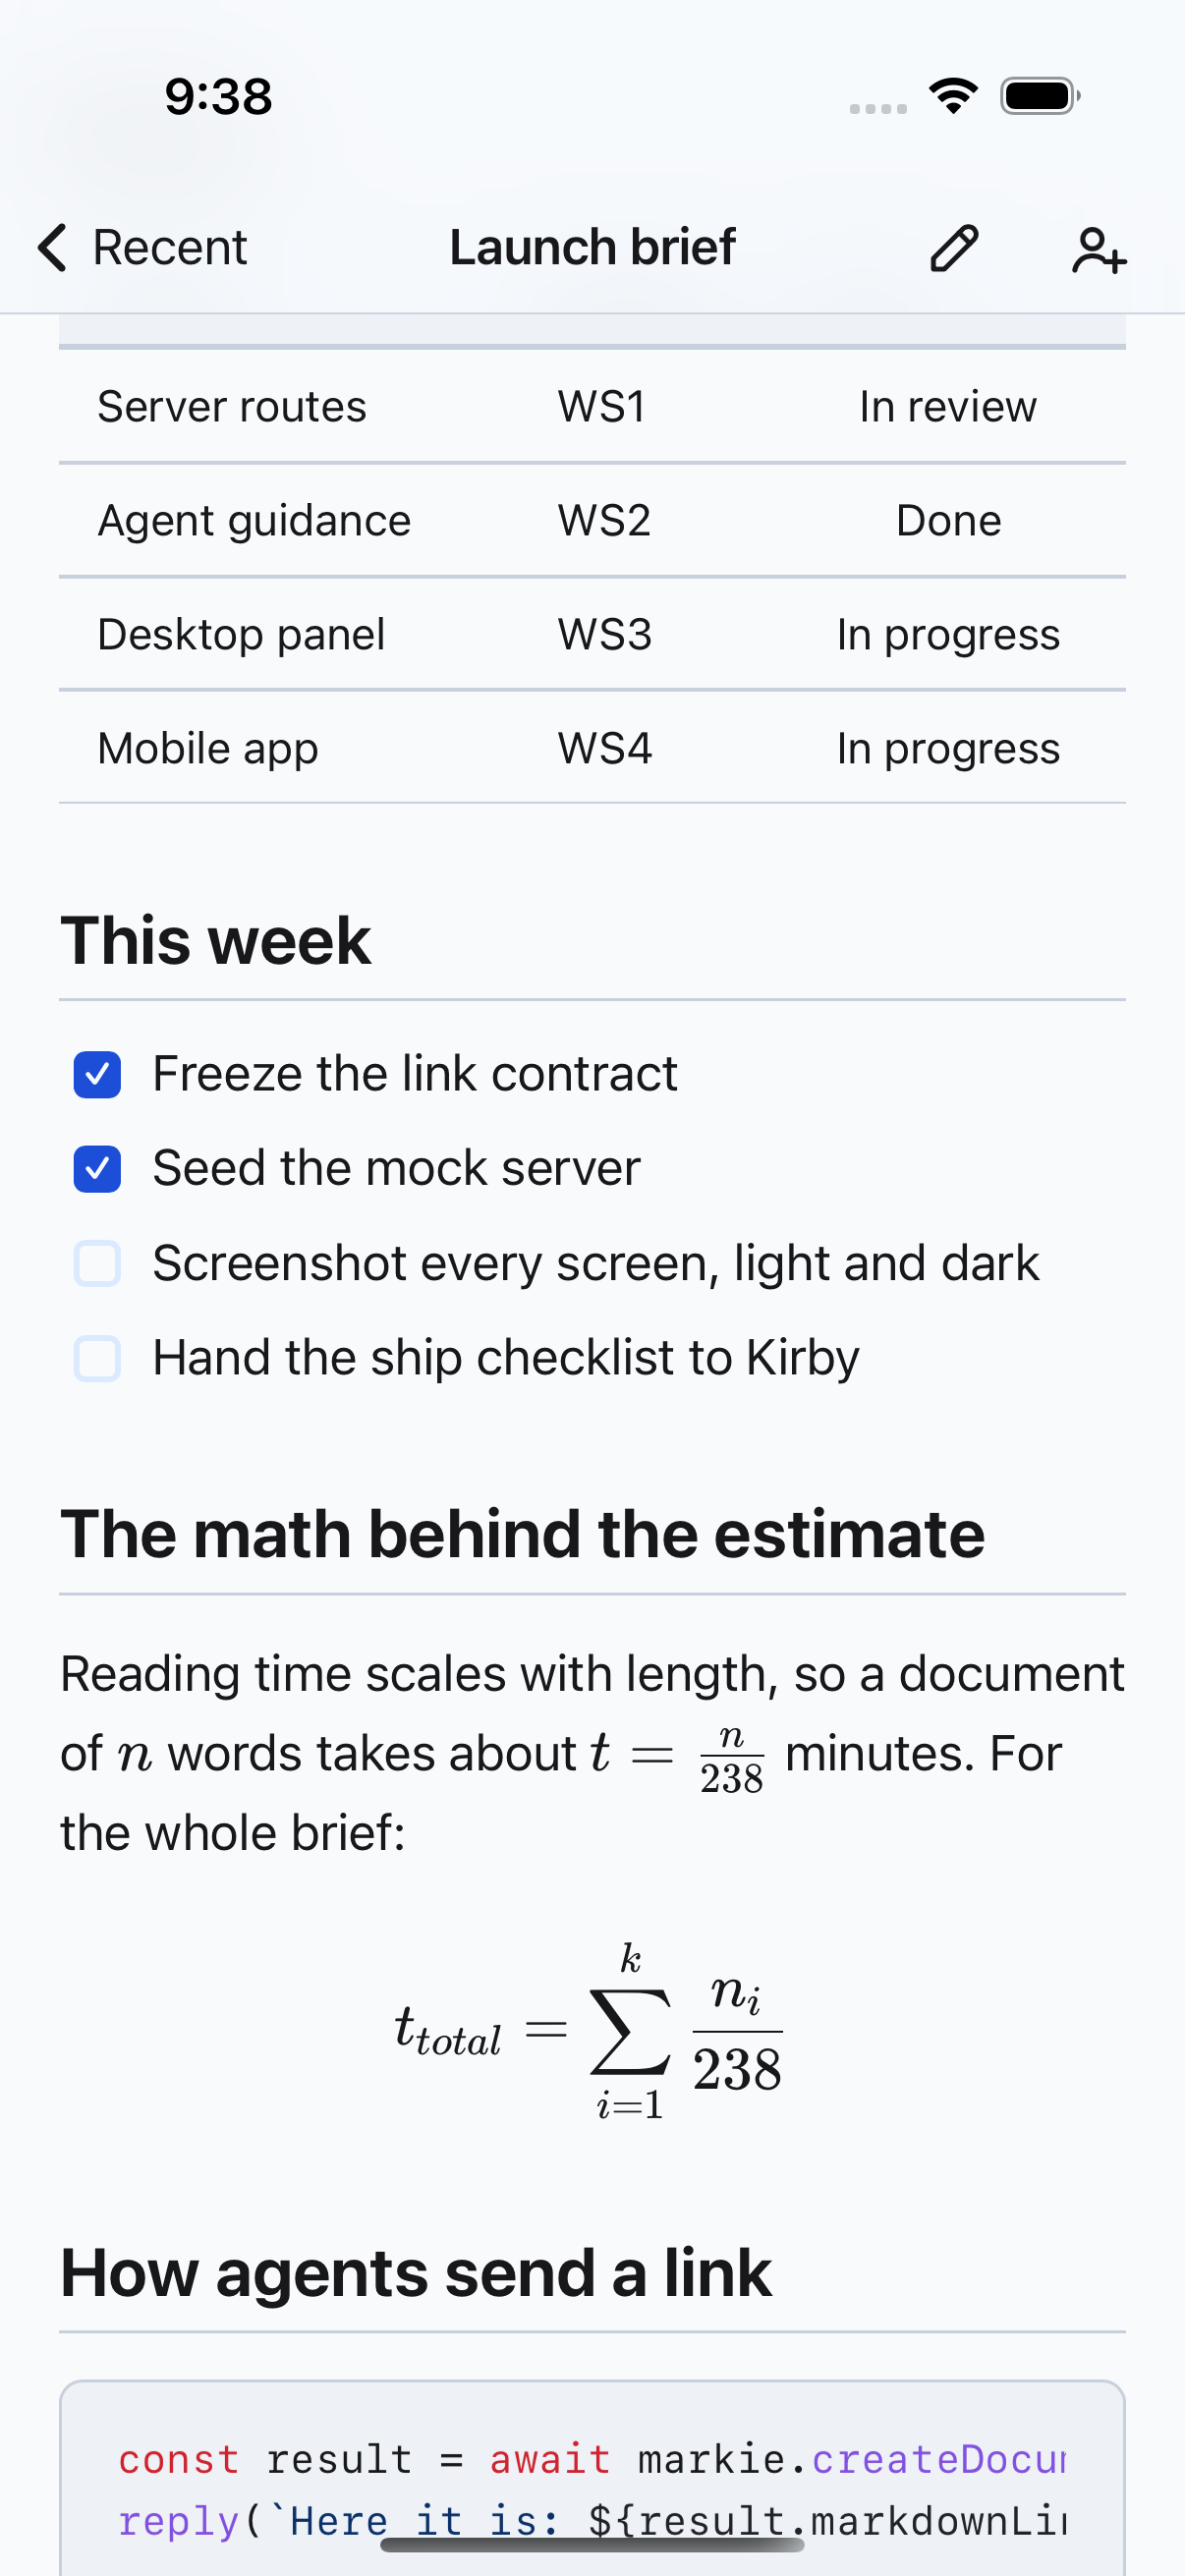 9:38
Recent Launch brief
Server routes WS1 In review
Agent guidance WS2 Done
Desktop panel WS3 In progress
Mobile app WS4 In progress
This week
Freeze the link contract
Seed the mock server
Screenshot every screen, light and dark
Hand the ship checklist to Kirby
The math behind the estimate
Reading time scales with length, so a document
of n words takes about t = n/238 minutes. For
the whole brief:
t_total = ∑_{i=1}^{k} n_i/238
How agents send a link
const result = await markie.createDocu
reply(`Here it is: ${result.markdownLi